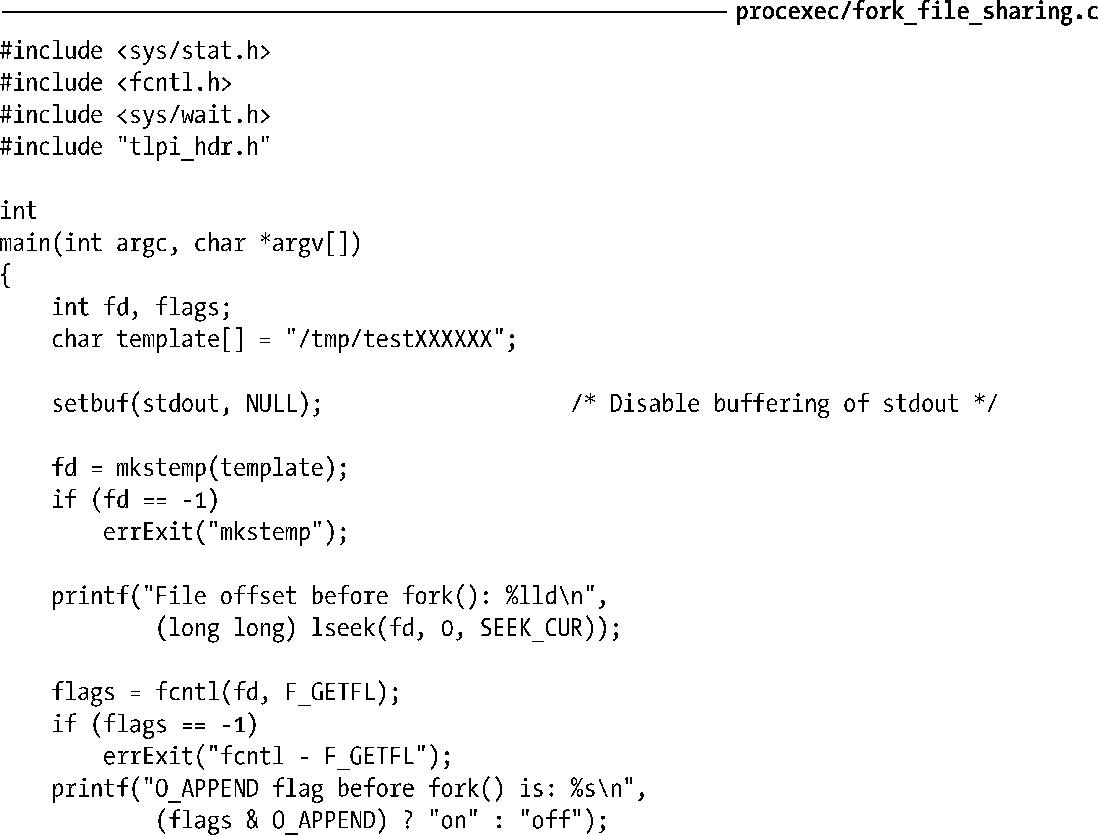 procexec/fork_file_sharing.c
#include <sys/stat.h>
#include <fcntl.h>
#include <sys/wait.h>
#include "tlpi_hdr.h"

int
main(int argc, char *argv[])
{
    int fd, flags;
    char template[] = "/tmp/testXXXXXX";

    setbuf(stdout, NULL);                   /* Disable buffering of stdout */

    fd = mkstemp(template);
    if (fd == -1)
        errExit("mkstemp");

    printf("File offset before fork(): %lld\n",
            (long long) lseek(fd, 0, SEEK_CUR));

    flags = fcntl(fd, F_GETFL);
    if (flags == -1)
        errExit("fcntl - F_GETFL");
    printf("O_APPEND flag before fork() is: %s\n",
            (flags & O_APPEND) ? "on" : "off");